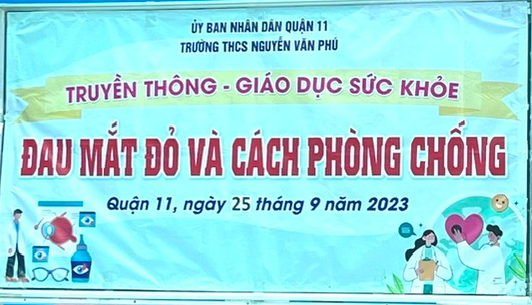 ỦY BAN NHÂN DÂN QUẬN 11
TRƯỜNG THCS NGUYỄN VĂN PHÚ
TRUYỀN THÔNG - GIÁO DỤC SỨC KHỎE
ĐAU MẮT ĐỎ VÀ CÁCH PHÒNG CHỐNG
Quận 11, ngày 25 tháng 9 năm 2023